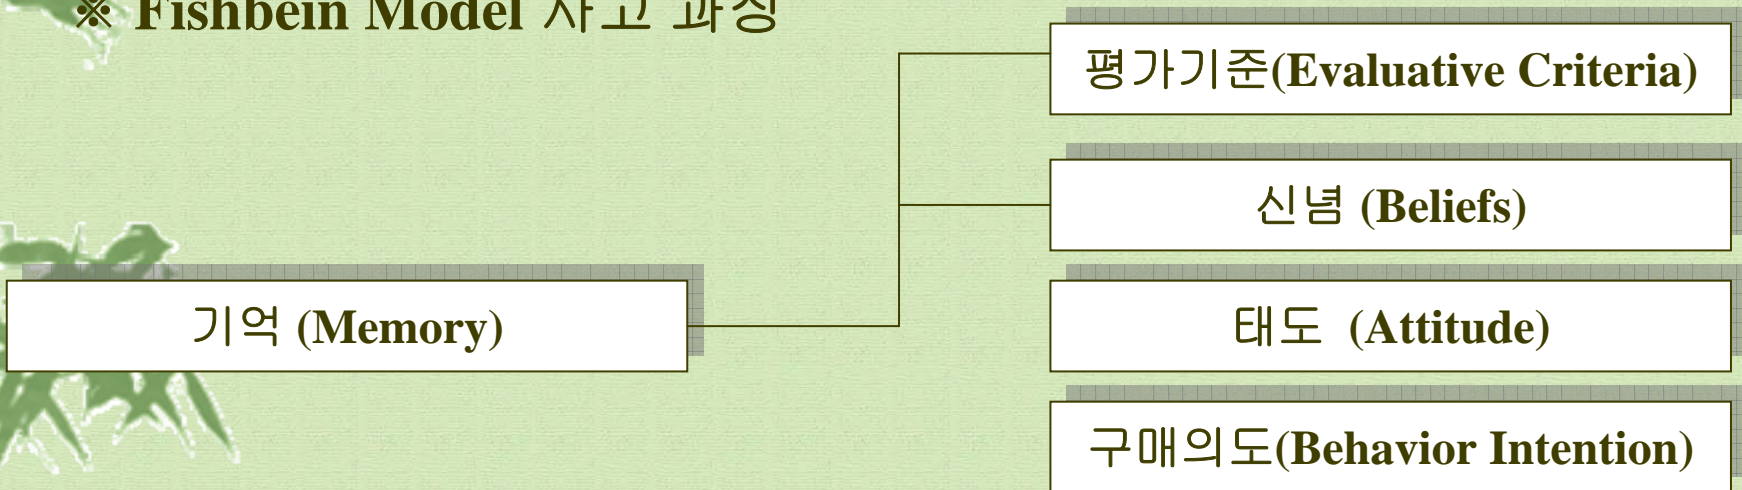 ※ Fishbein Model 사고 과정
평가기준(Evaluative Criteria)
신념 (Beliefs)
기억 (Memory)
태도 (Attitude)
구매의도(Behavior Intention)